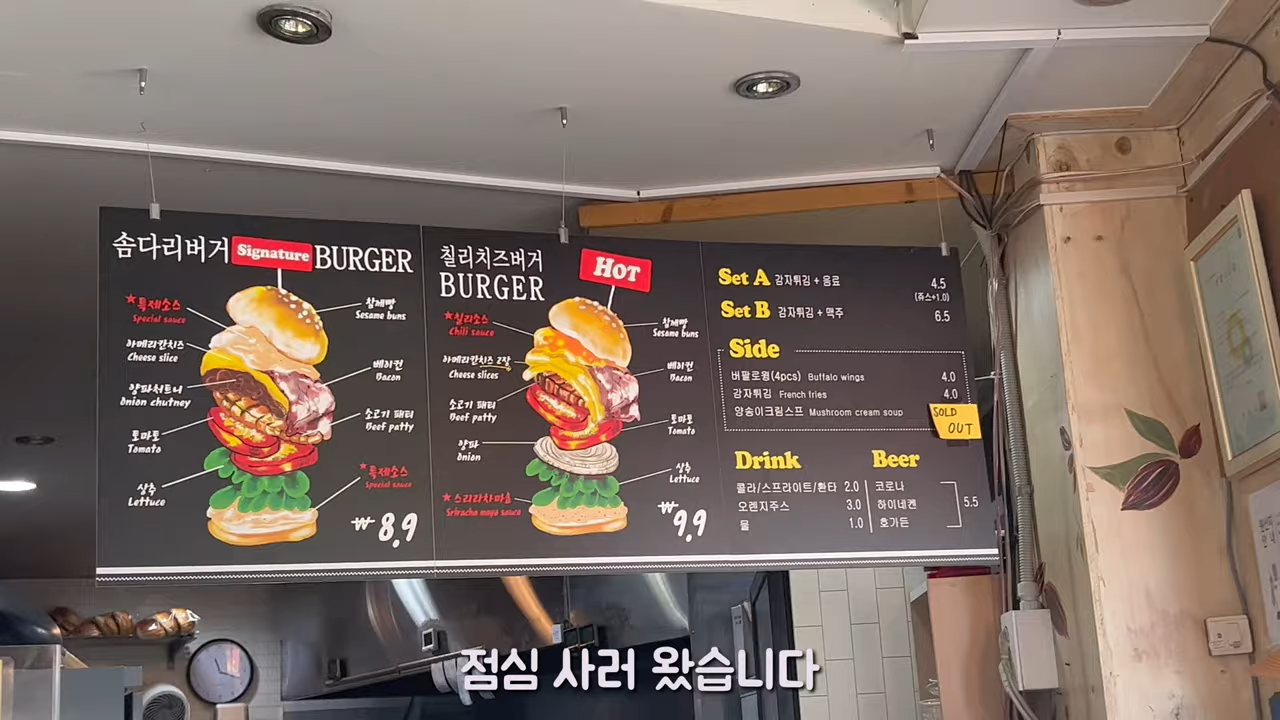 솜다리버거 Signature BURGER
★특제소스
Special sauce
참깨빵
Sesame buns
아메리칸치즈
Cheese slice
베이컨
Bacon
양파처트니
Onion chutney
소고기 패티
Beef patty
토마토
Tomato
★특제소스
Special sauce
상추
Lettuce
₩8.9
칠리치즈버거
BURGER
HOT
★칠리소스
Chili sauce
참깨빵
Sesame buns
아메리칸치즈 2장
Cheese slices
베이컨
Bacon
소고기 패티
Beef patty
토마토
Tomato
양파
Onion
상추
Lettuce
★스리라차마요
Sriracha mayo sauce
₩9.9
Set A 감자튀김 + 음료 4.5
(쥬스+1.0)
Set B 감자튀김 + 맥주 6.5
Side
버팔로윙(4pcs) Buffalo wings 4.0
감자튀김 French fries 4.0
양송이크림스프 Mushroom cream soup
SOLD
OUT
Drink
콜라/스프라이트/환타 2.0
오렌지주스 3.0
물 1.0
Beer
코로나
하이네켄 5.5
호가든
점심 사러 왔습니다